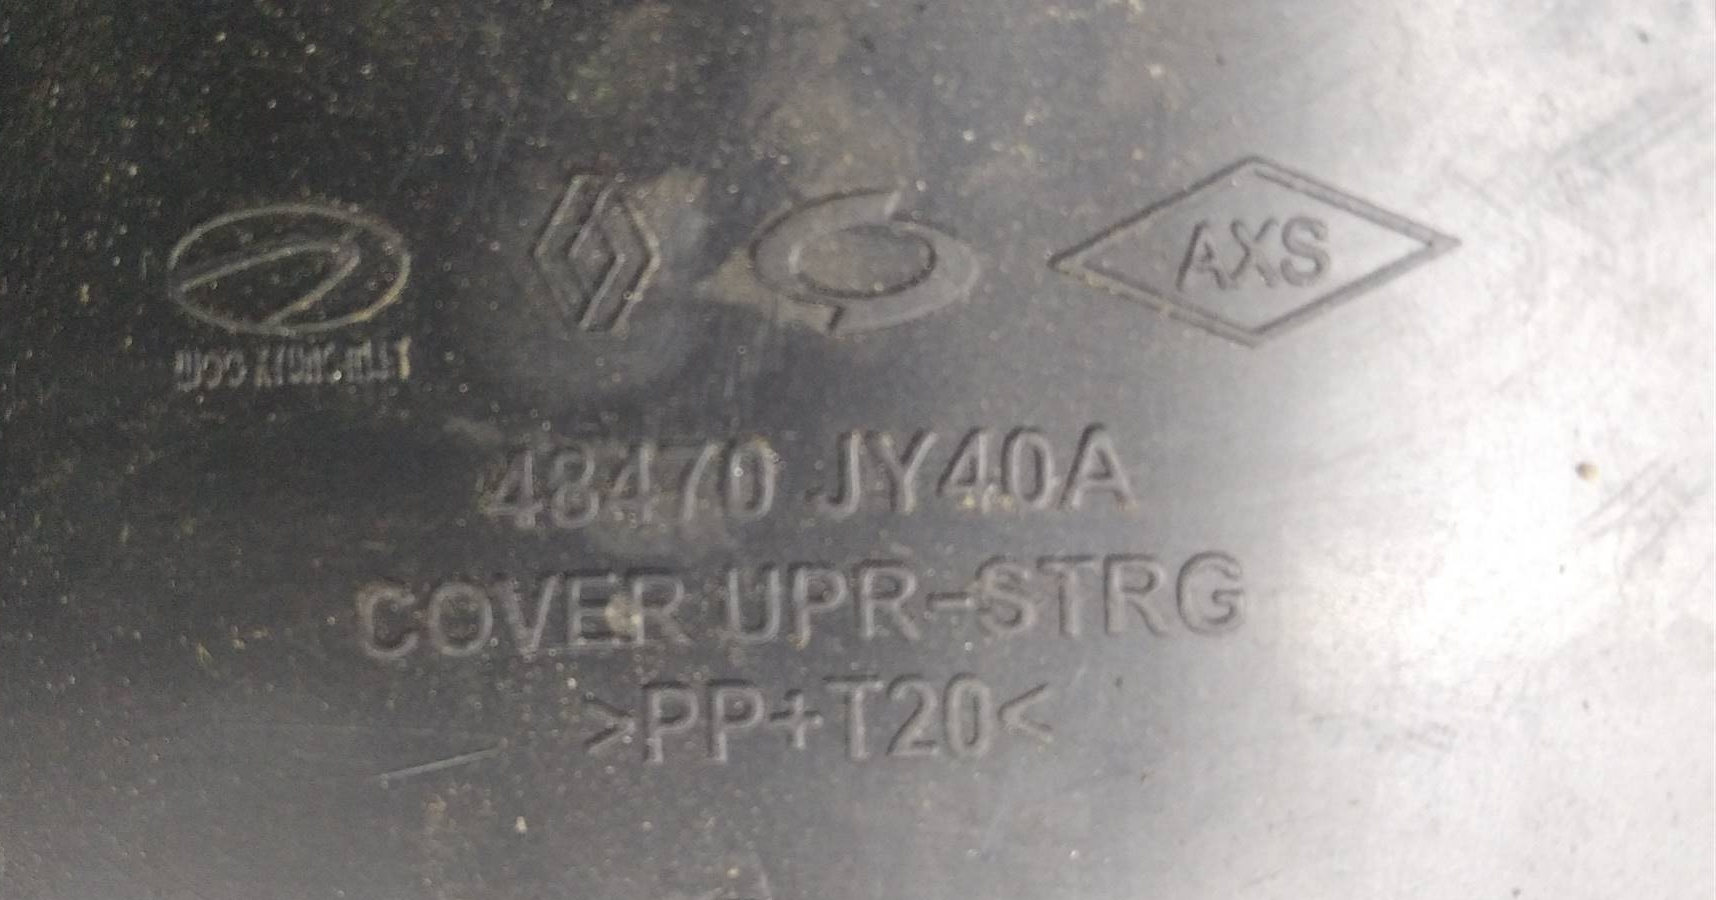 AXS
48470 JY40A
COVER UPR-STRG
>PP+T20<